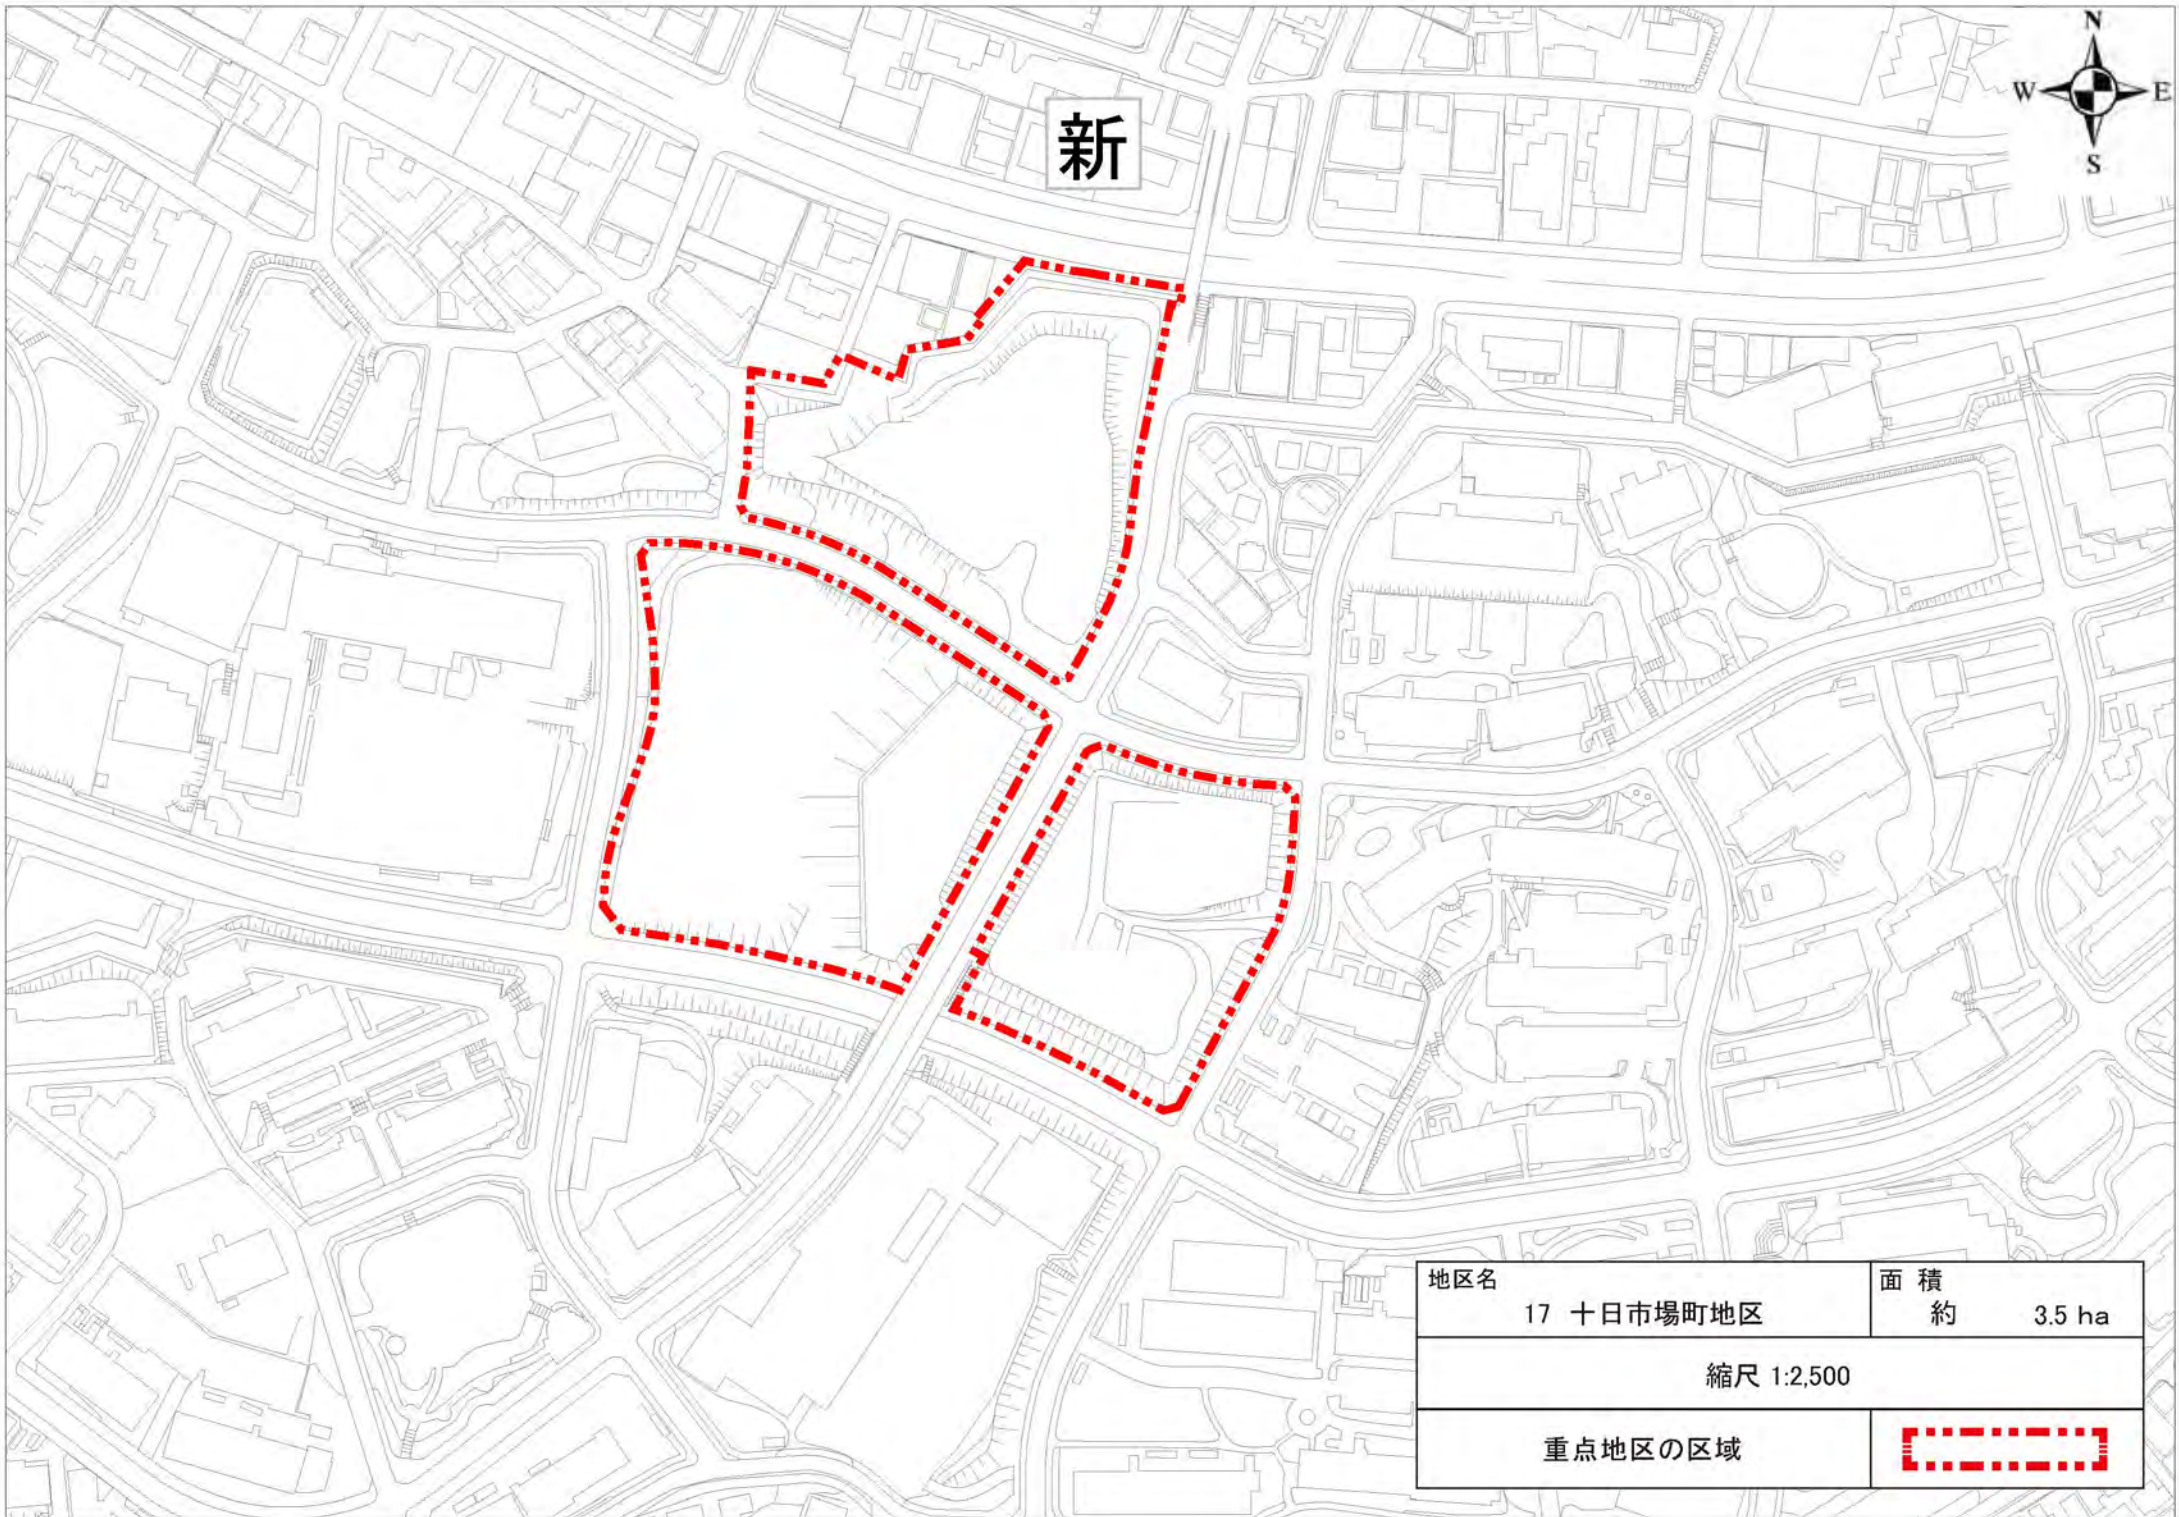 N
W E
S
新
地区名
17 十日市場町地区
面 積
約 3.5 ha
縮尺 1:2,500
重点地区の区域